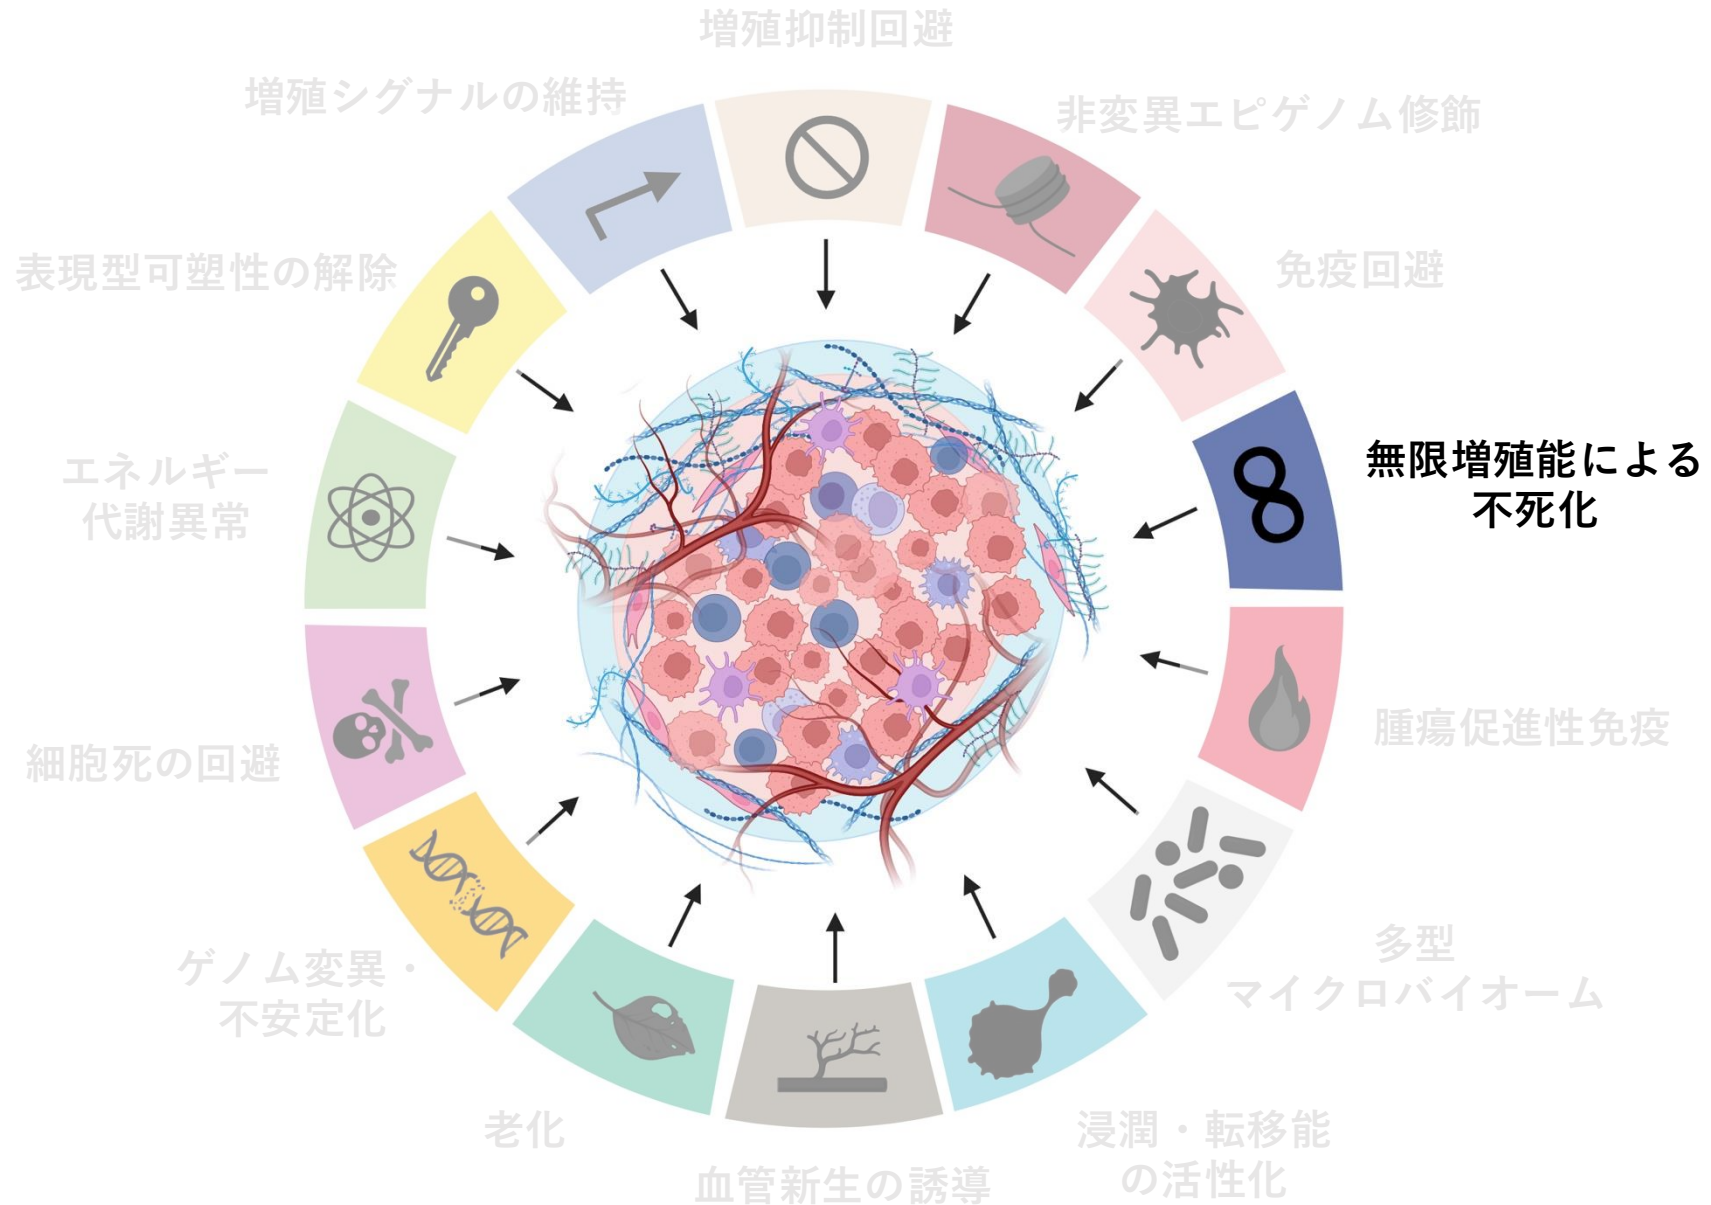 増殖抑制回避
増殖シグナルの維持
非変異エピゲノム修飾
表現型可塑性の解除
免疫回避
無限増殖能による
不死化
エネルギー
代謝異常
腫瘍促進性免疫
細胞死の回避
多型
マイクロバイオーム
ゲノム変異・
不安定化
老化
浸潤・転移能
の活性化
血管新生の誘導